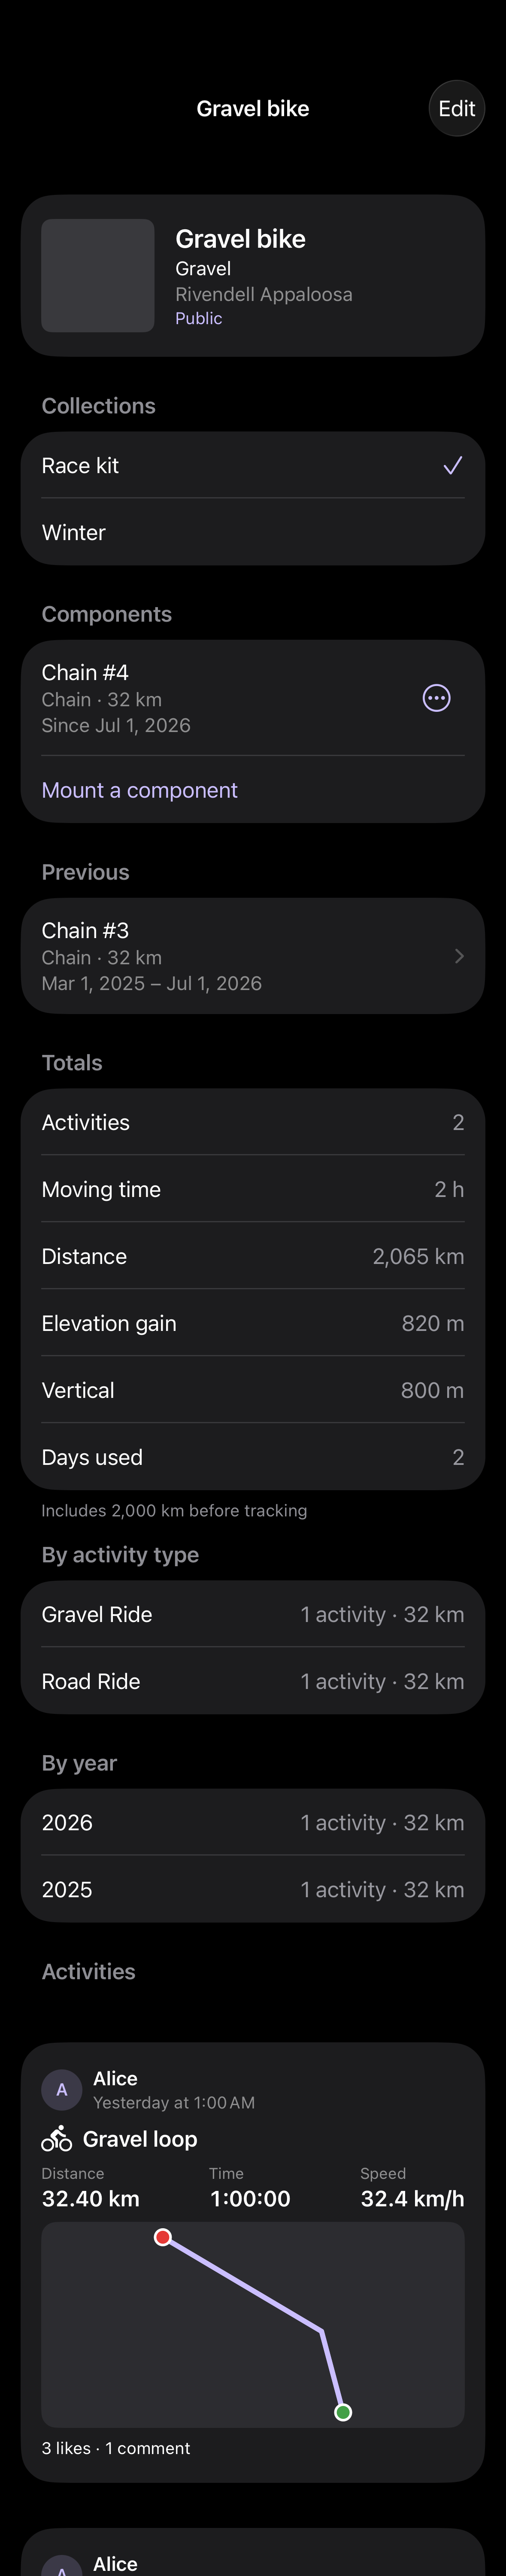 Gravel bike
Edit
Gravel bike
Gravel
Rivendell Appaloosa
Public
Collections
Race kit
Winter
Components
Chain #4
Chain · 32 km
Since Jul 1, 2026
Mount a component
Previous
Chain #3
Chain · 32 km
Mar 1, 2025 – Jul 1, 2026
Totals
Activities 2
Moving time 2 h
Distance 2,065 km
Elevation gain 820 m
Vertical 800 m
Days used 2
Includes 2,000 km before tracking
By activity type
Gravel Ride 1 activity · 32 km
Road Ride 1 activity · 32 km
By year
2026 1 activity · 32 km
2025 1 activity · 32 km
Activities
A
Alice
Yesterday at 1:00 AM
Gravel loop
Distance Time Speed
32.40 km 1:00:00 32.4 km/h
3 likes · 1 comment
A
Alice